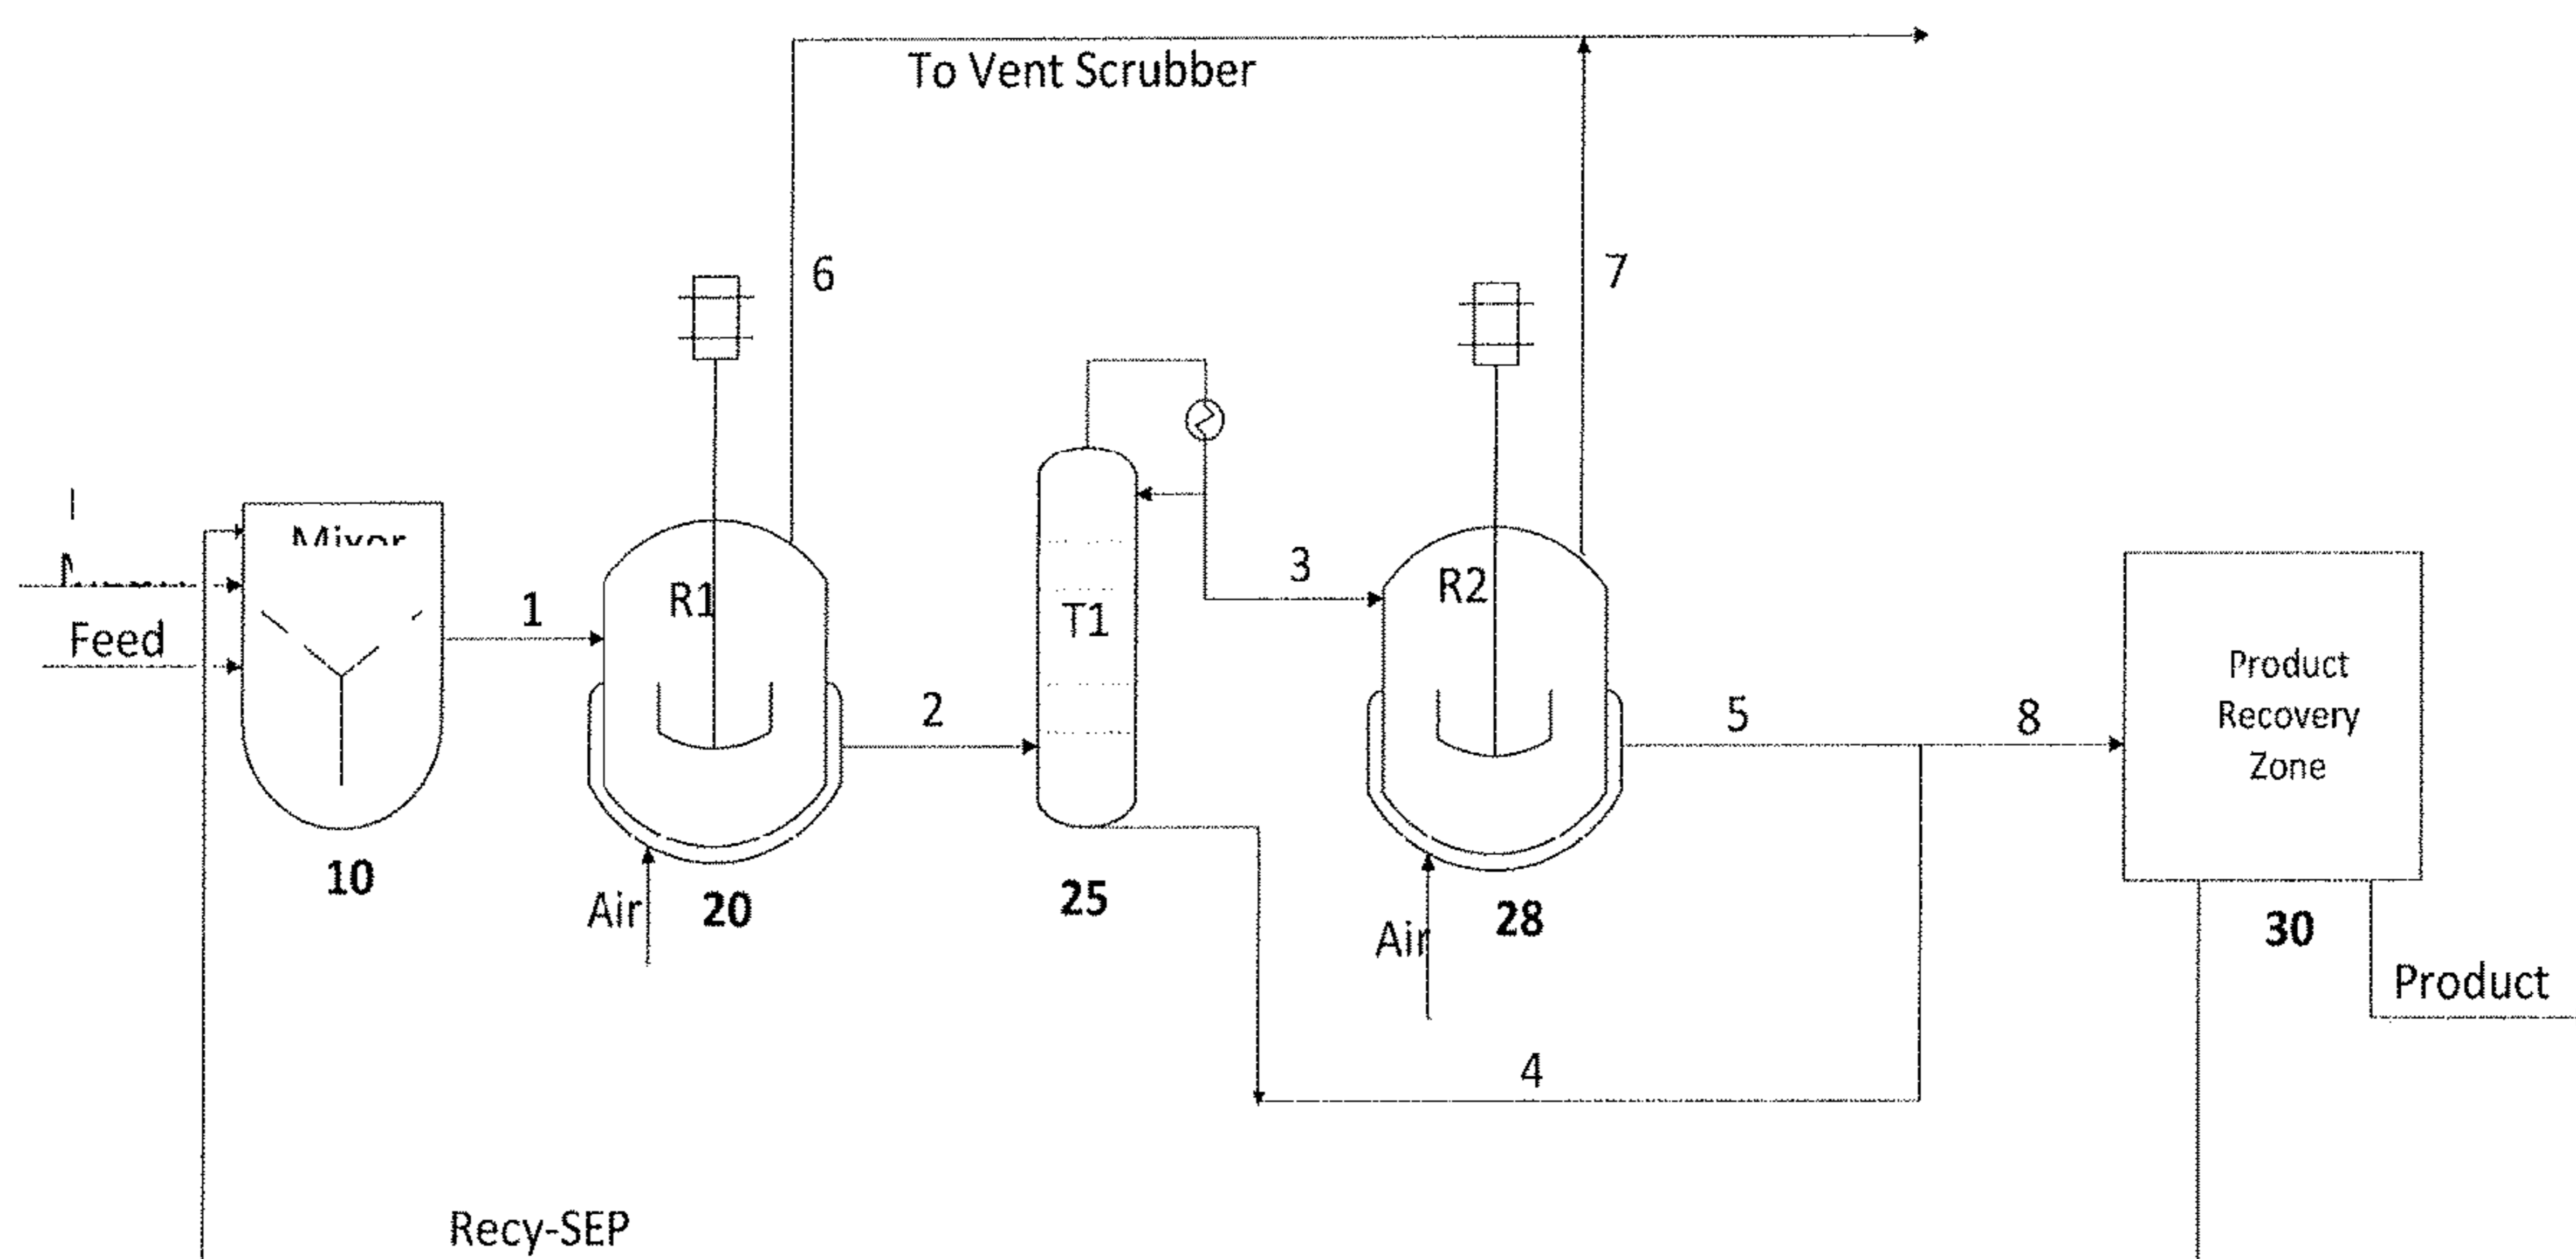 To Vent Scrubber
6
7
R1
R2
3
1
T1
Feed
2
5
8
Product
Recovery
Zone
10
20
25
28
30
Air
Air
Product
4
Recy-SEP